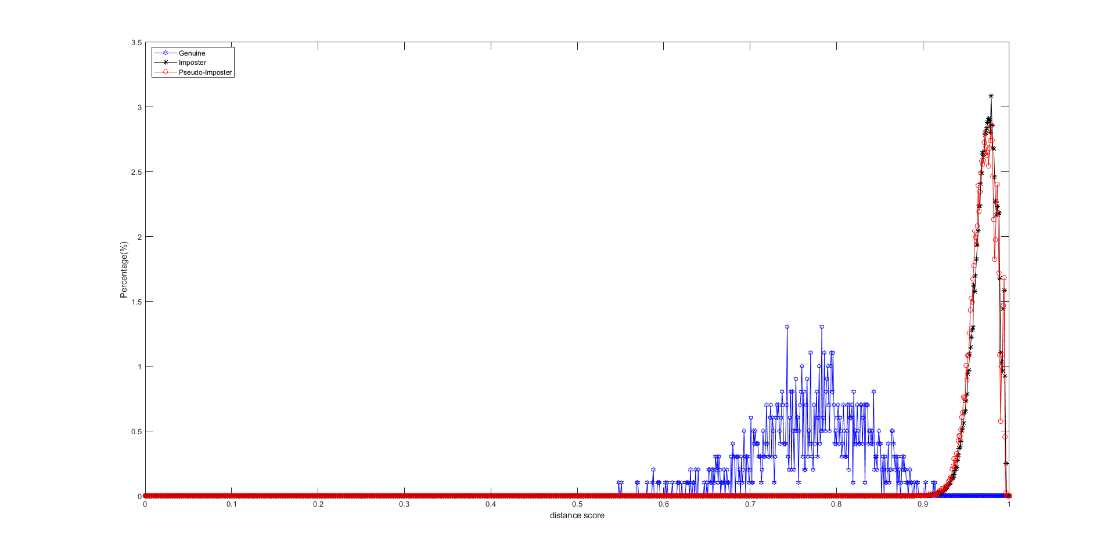 3.5
Genuine
Imposter
Pseudo-Imposter
3
2.5
2
Percentage(%)
1.5
1
0.5
0
0 0.1 0.2 0.3 0.4 0.5 0.6 0.7 0.8 0.9 1
distance score